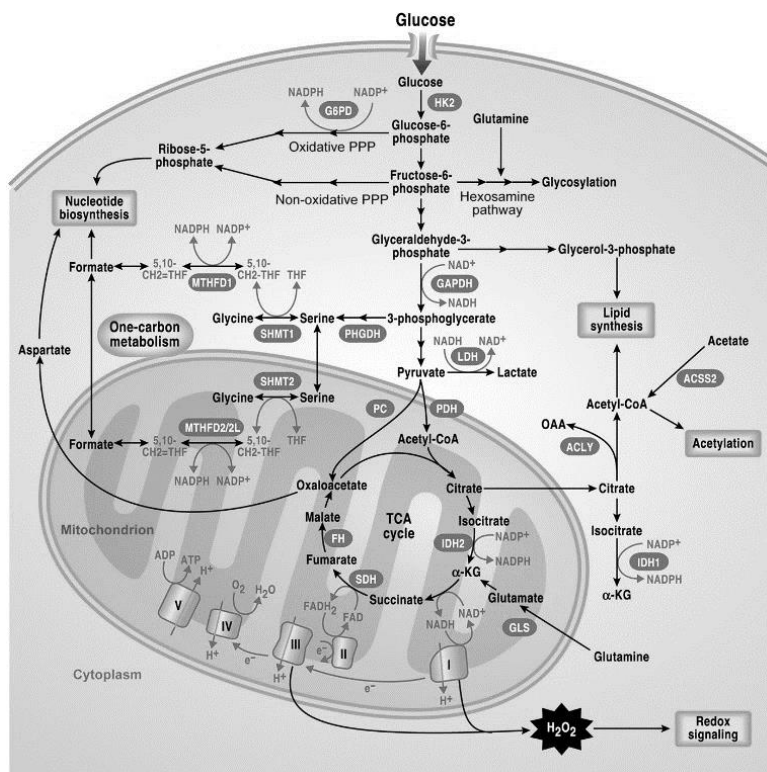 Glucose
Glucose
HK2
NADPH
NADP+
G6PD
Glucose-6-
phosphate
Oxidative PPP
Ribose-5-
phosphate
Glutamine
Fructose-6-
phosphate
Non-oxidative PPP
Hexosamine
pathway
Glycosylation
Nucleotide
biosynthesis
NADPH NADP+
Glyceraldehyde-3-
phosphate
Glycerol-3-phosphate
Formate
5,10-
CH2=THF
MTHFD1
5,10-
CH2-THF
THF
NAD+
GAPDH
NADH
Lipid
synthesis
One-carbon
metabolism
Glycine
SHMT1
Serine
PHGDH
3-phosphoglycerate
Aspartate
NADH
NAD+
LDH
Pyruvate
Lactate
Acetate
ACSS2
SHMT2
Glycine
Serine
PC
PDH
Acetyl-CoA
Acetylation
OAA
ACLY
MTHFD2/2L
Formate
5,10-
CH2=THF
5,10-
CH2-THF
THF
NADPH NADP+
Acetyl-CoA
Oxaloacetate
Citrate
Citrate
Mitochondrion
Malate
TCA
cycle
Isocitrate
Isocitrate
FH
IDH2
NADP+
NADPH
NADP+
IDH1
NADPH
Fumarate
α-KG
α-KG
ADP
ATP
H+
O2
H2O
SDH
FADH2
FAD
Succinate
Glutamate
NADH
NAD+
GLS
Glutamine
V
IV
III
II
I
H+
H+
H+
e–
e–
e–
H+
Cytoplasm
H2O2
Redox
signaling